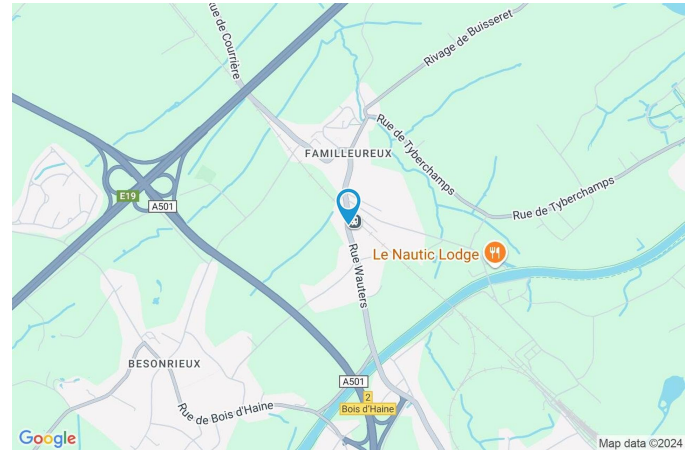 Rue de Courrière
Rivage de Buisseret
Rue de Tyberchamps
FAMILLEUREUX
E19
A501
Rue de Tyberchamps
Le Nautic Lodge
Rue Wauters
BESONRIEUX
A501
2
Bois d'Haine
Rue de Bois d'Haine
Google
Map data ©2024